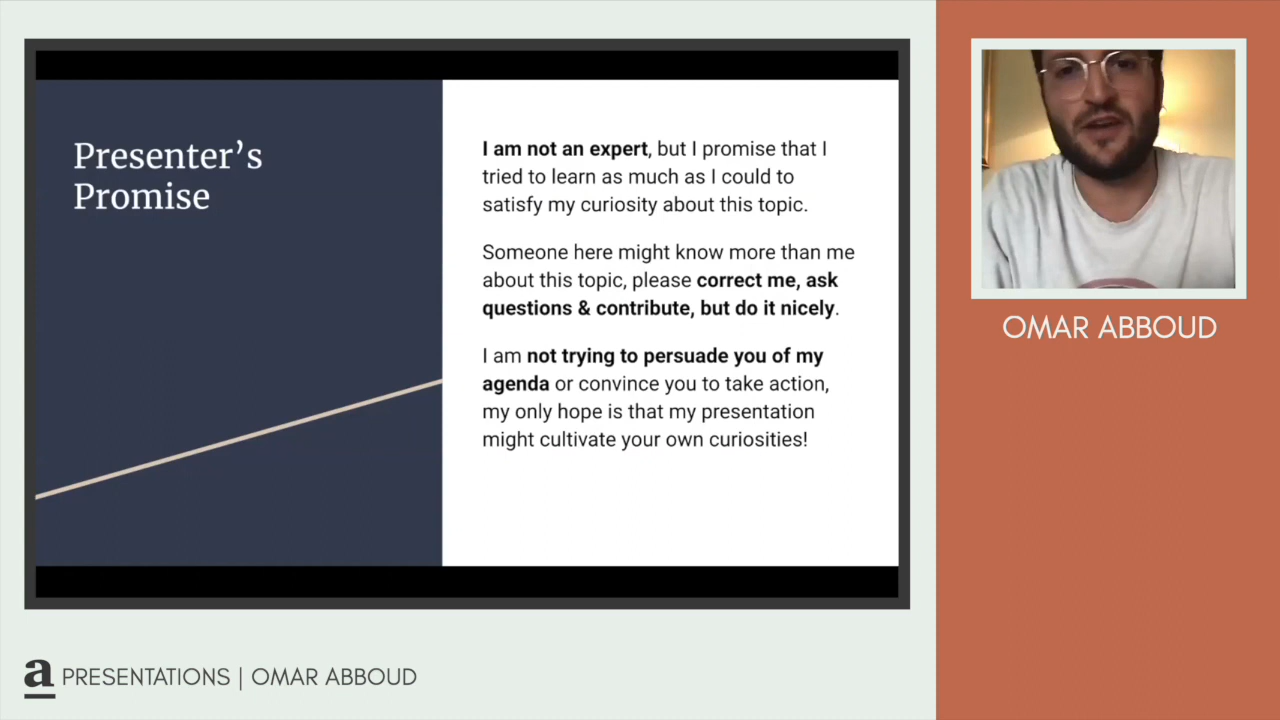 Presenter’s
Promise
I am not an expert, but I promise that I
tried to learn as much as I could to
satisfy my curiosity about this topic.
Someone here might know more than me
about this topic, please correct me, ask
questions & contribute, but do it nicely.
I am not trying to persuade you of my
agenda or convince you to take action,
my only hope is that my presentation
might cultivate your own curiosities!
OMAR ABBOUD
a PRESENTATIONS | OMAR ABBOUD